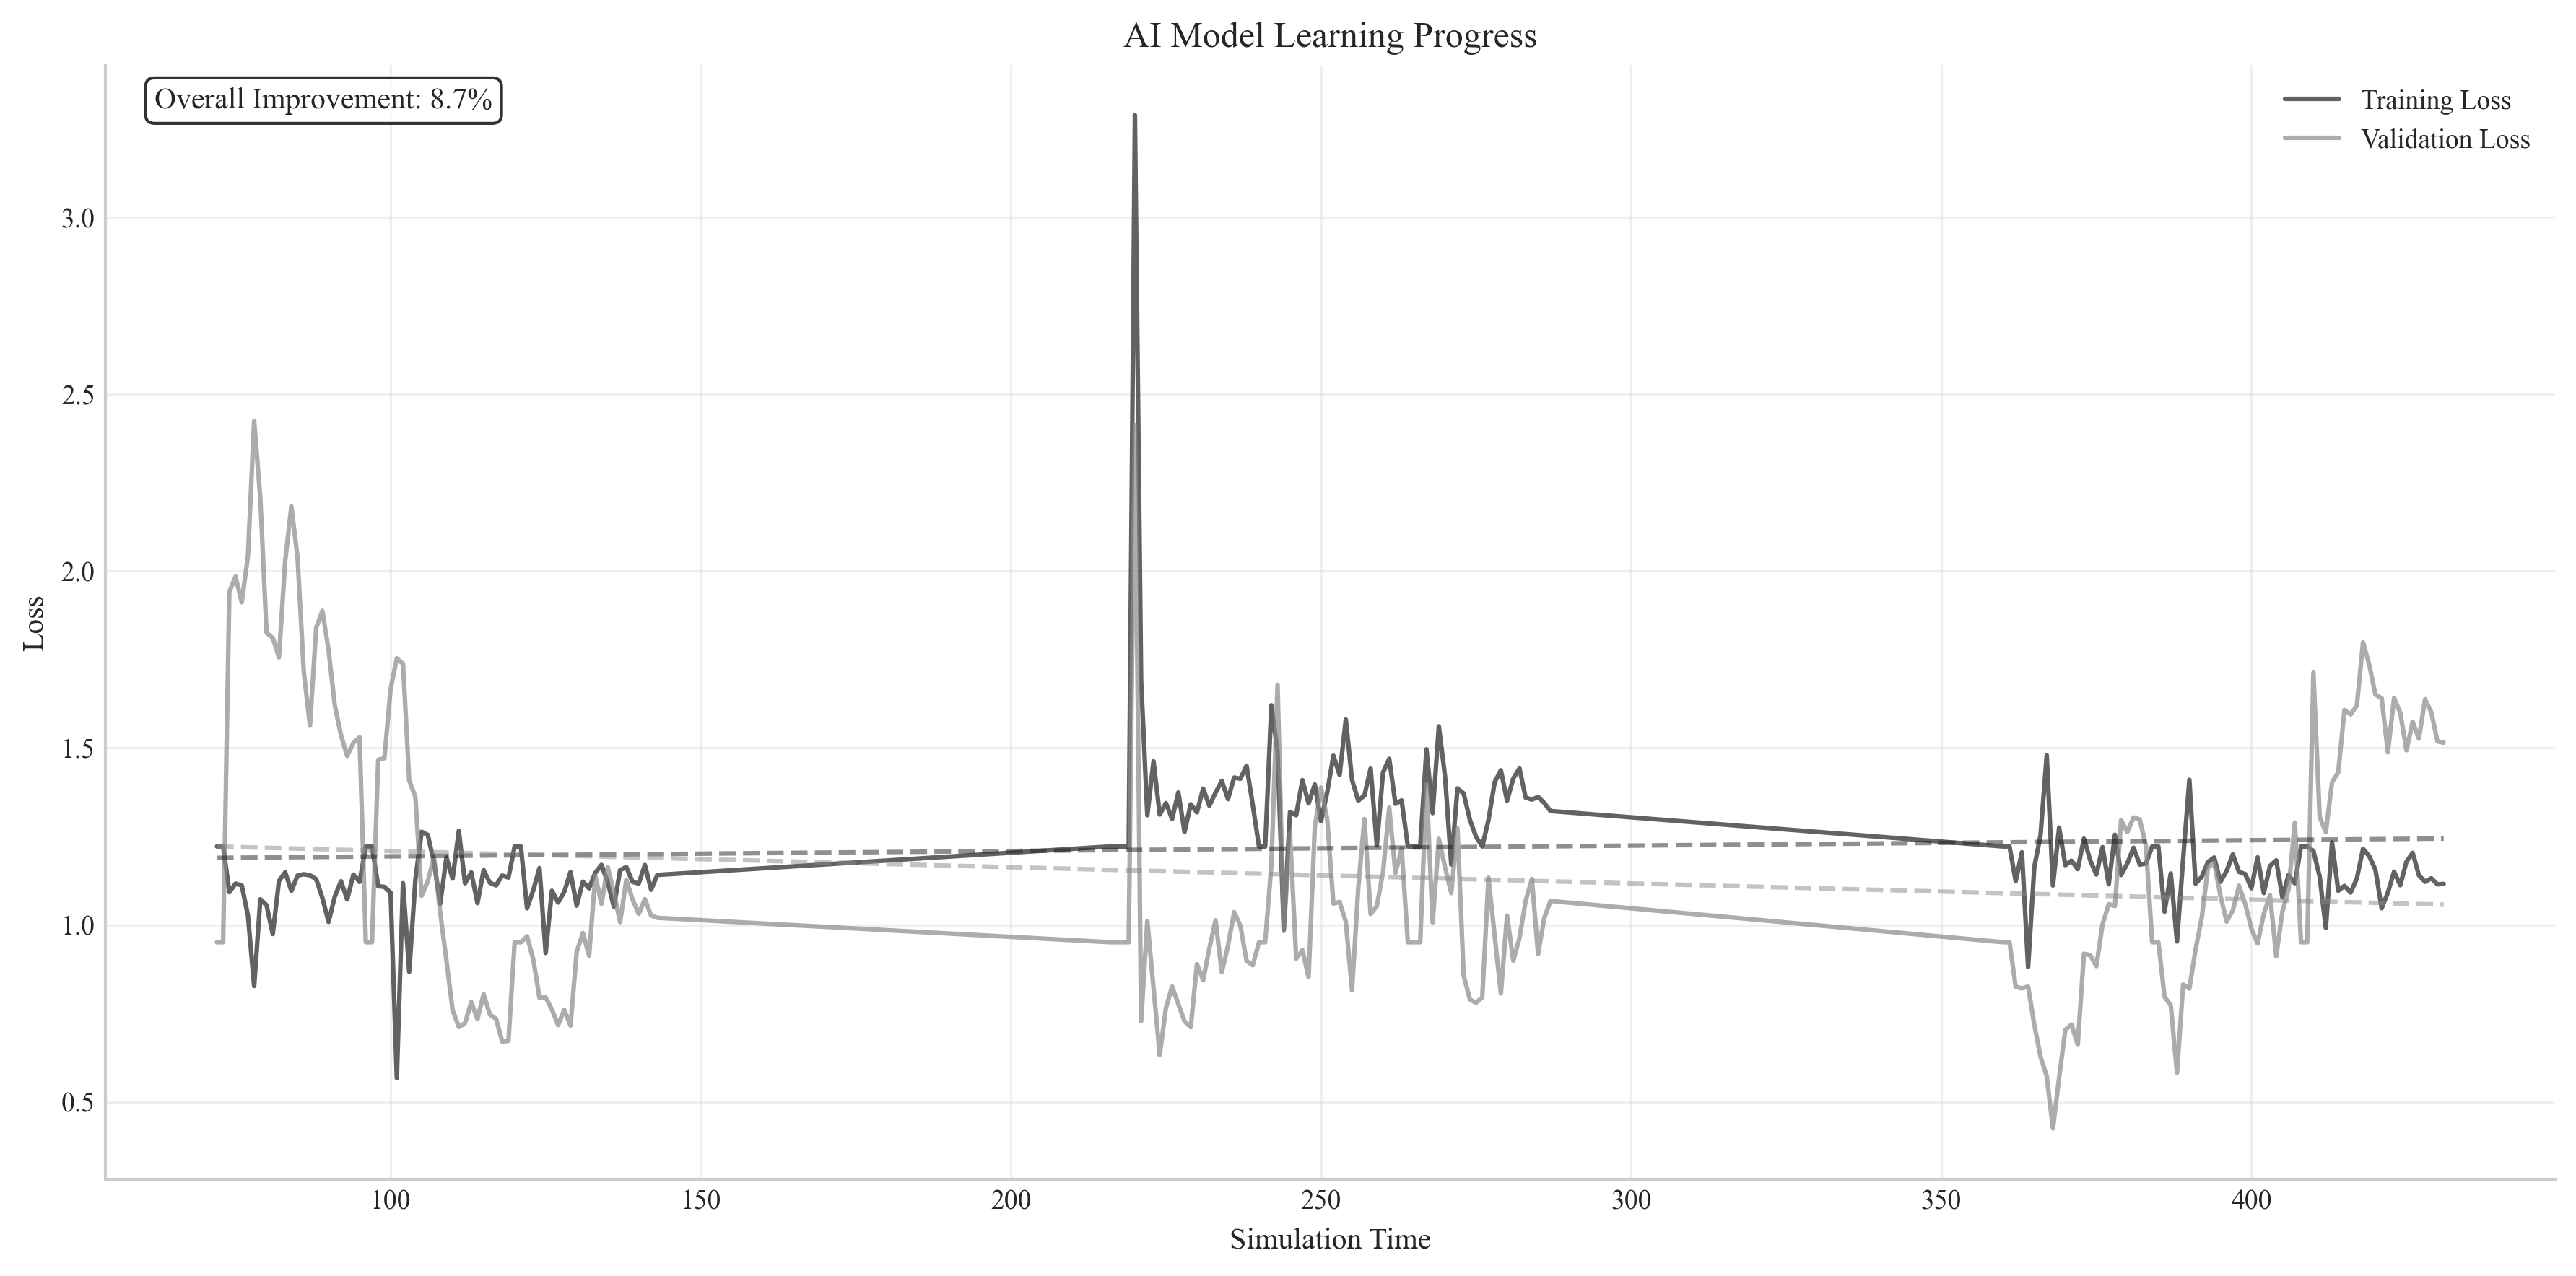 AI Model Learning Progress
Overall Improvement: 8.7%
Training Loss
Validation Loss
3.0
2.5
2.0
1.5
1.0
0.5
Loss
100
150
200
250
300
350
400
Simulation Time